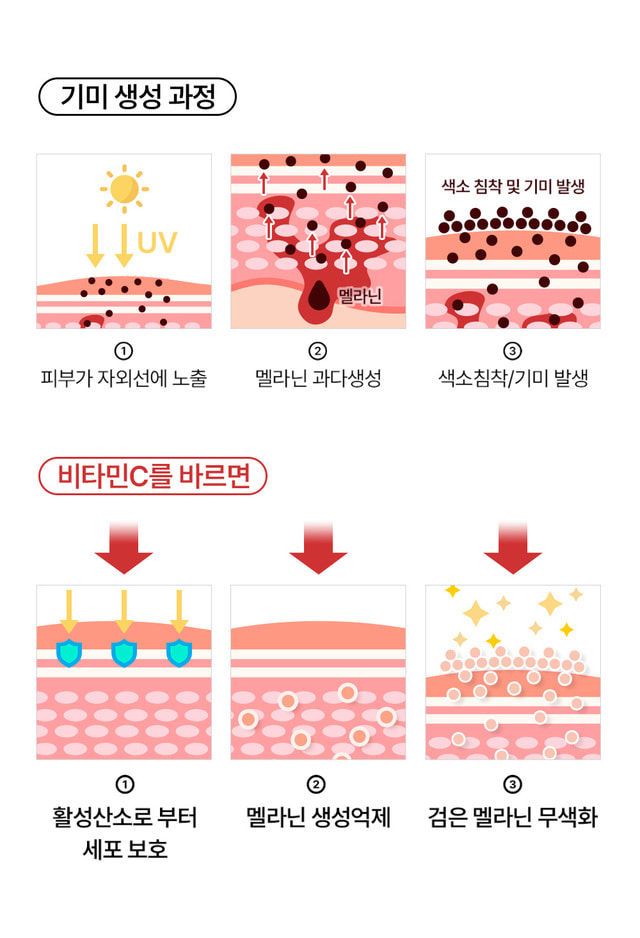 기미 생성 과정
UV
멜라닌
색소 침착 및 기미 발생
1
피부가 자외선에 노출
2
멜라닌 과다생성
3
색소침착/기미 발생
비타민C를 바르면
1
활성산소로 부터
세포 보호
2
멜라닌 생성억제
3
검은 멜라닌 무색화